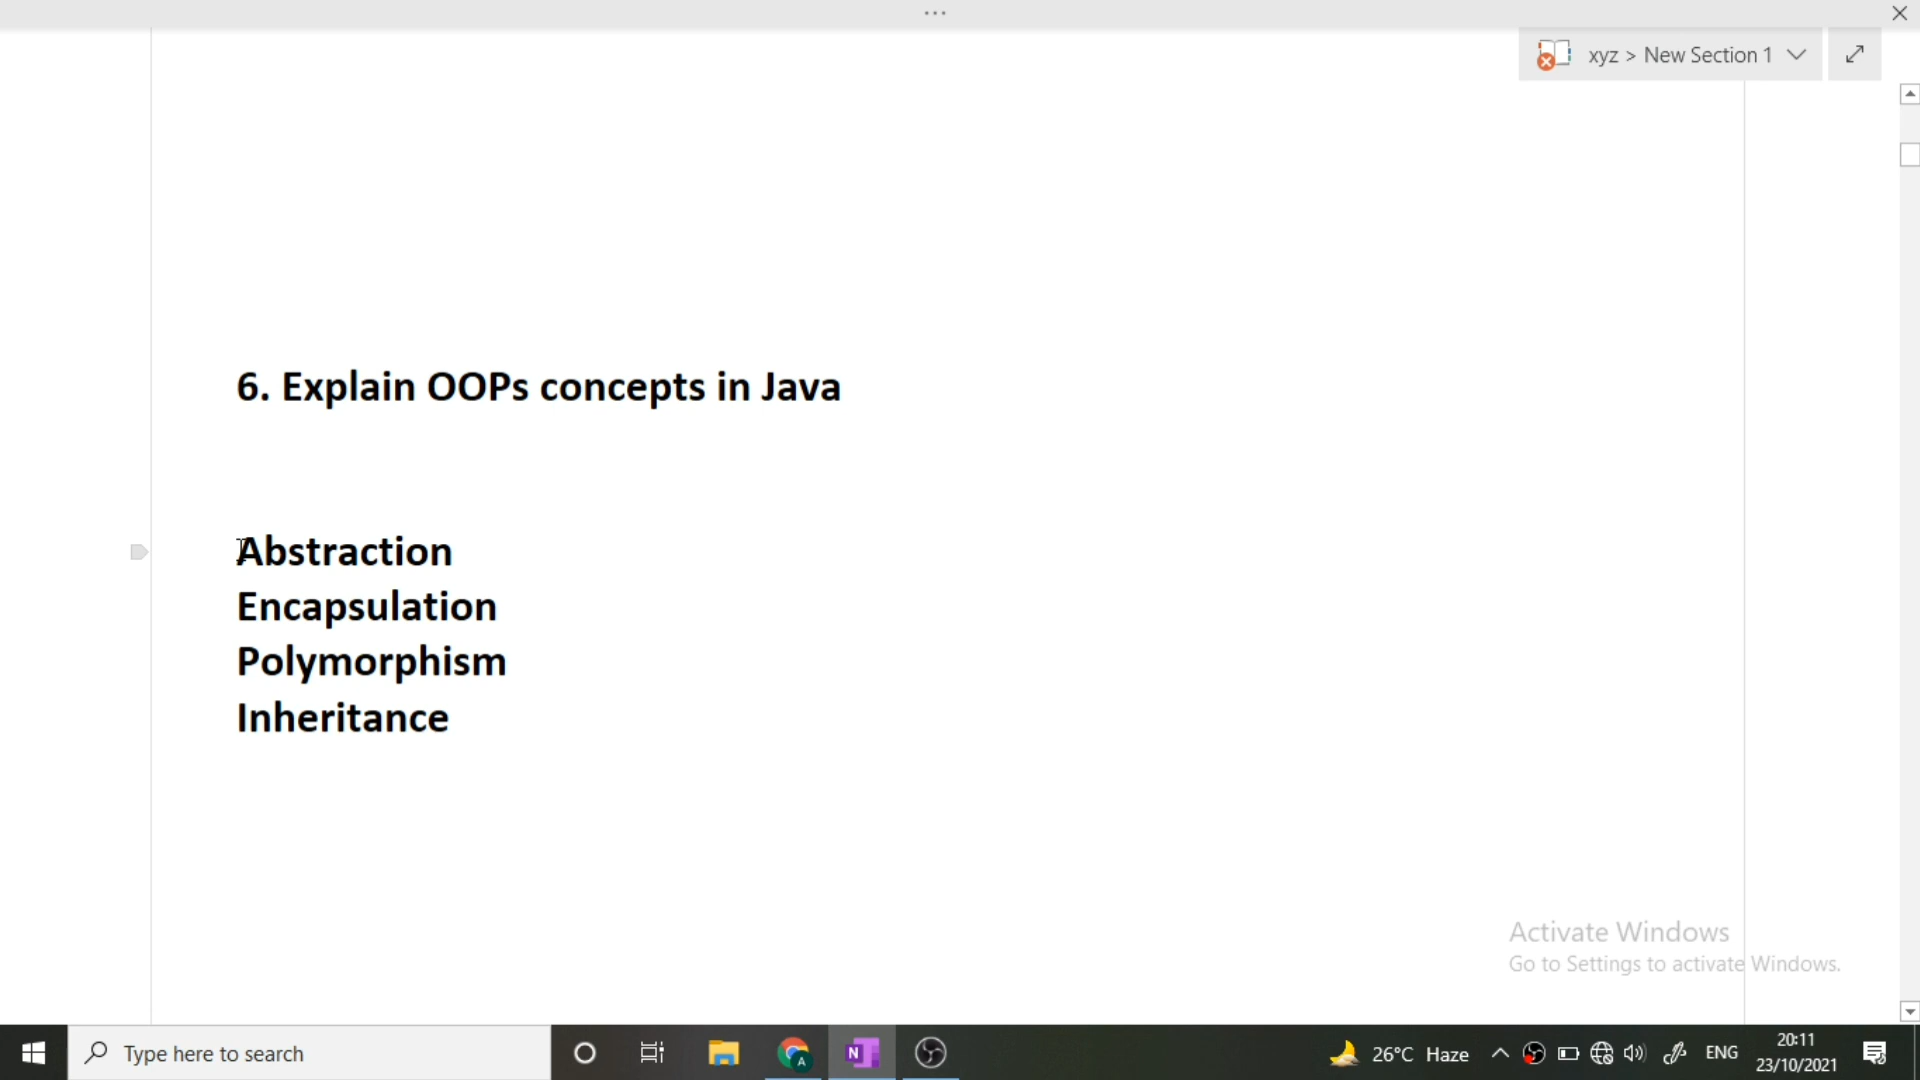 xyz > New Section 1
6. Explain OOPs concepts in Java
Abstraction
Encapsulation
Polymorphism
Inheritance
Activate Windows
Go to Settings to activate Windows.
Type here to search
A
N
26°C Haze
ENG
20:11
23/10/2021